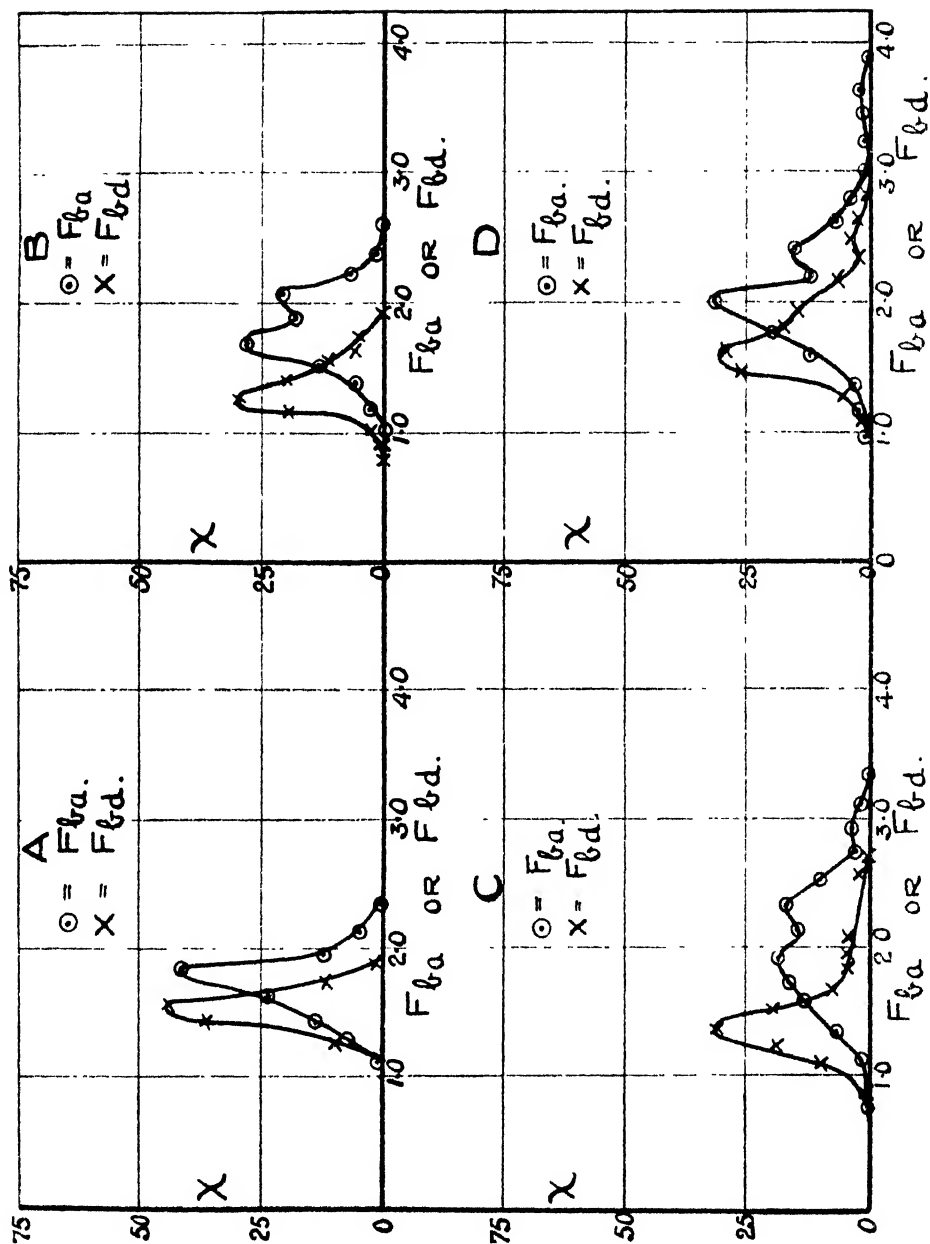 A
⊙ = Fba.
× = Fbd.
75
50
25
0
χ
1·0
2·0
3·0
4·0
Fba OR Fbd.
B
⊙ = Fba
× = Fbd
75
50
25
0
χ
1·0
2·0
3·0
4·0
Fba OR Fbd.
C
⊙ = Fba.
× = Fbd.
75
50
25
0
χ
1·0
2·0
3·0
4·0
Fba OR Fbd.
D
⊙ = Fba.
× = Fbd.
75
50
25
0
χ
0
1·0
2·0
3·0
4·0
Fba OR Fbd.